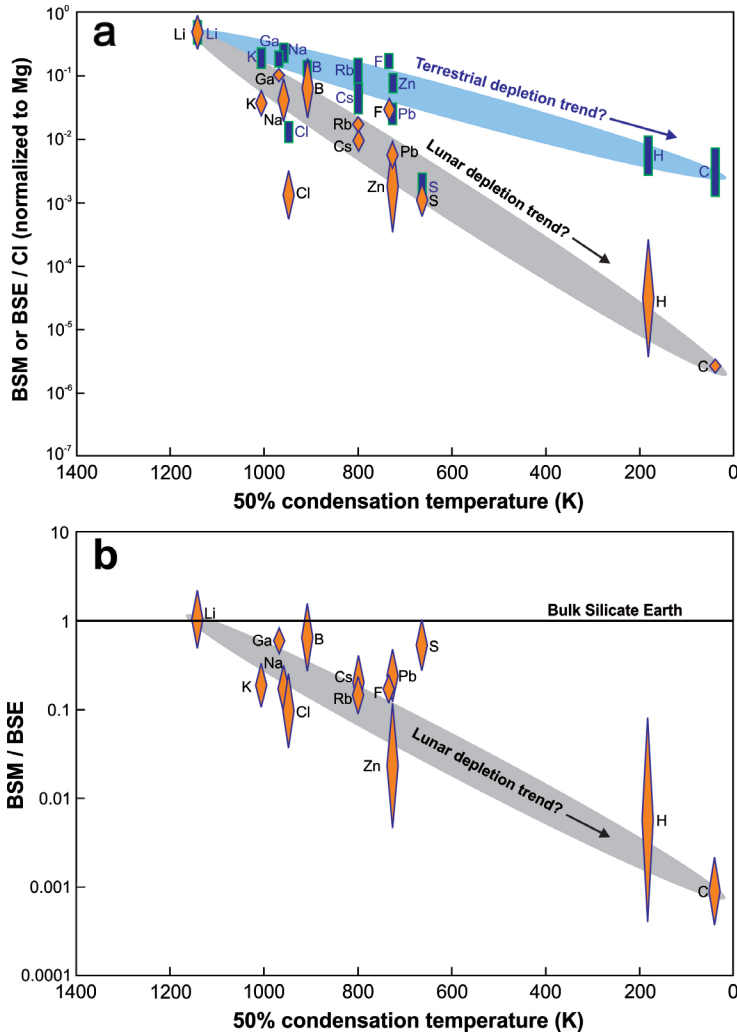 a
BSM or BSE / CI (normalized to Mg)
10⁰
10⁻¹
10⁻²
10⁻³
10⁻⁴
10⁻⁵
10⁻⁶
10⁻⁷
Li Li
Ga Na
K
Ga
B
B
K
Na
Cl
Rb
Cs
Rb
Cs
F
Zn
F
Pb
Pb
Zn
S
S
Cl
Terrestrial depletion trend?
H
C
Lunar depletion trend?
H
C
1400 1200 1000 800 600 400 200 0
50% condensation temperature (K)
b
BSM / BSE
10
1
0.1
0.01
0.001
0.0001
Bulk Silicate Earth
Li
Ga
B
S
Na
K
Cl
Cs
Rb
Pb
F
Zn
Lunar depletion trend?
H
C
1400 1200 1000 800 600 400 200 0
50% condensation temperature (K)